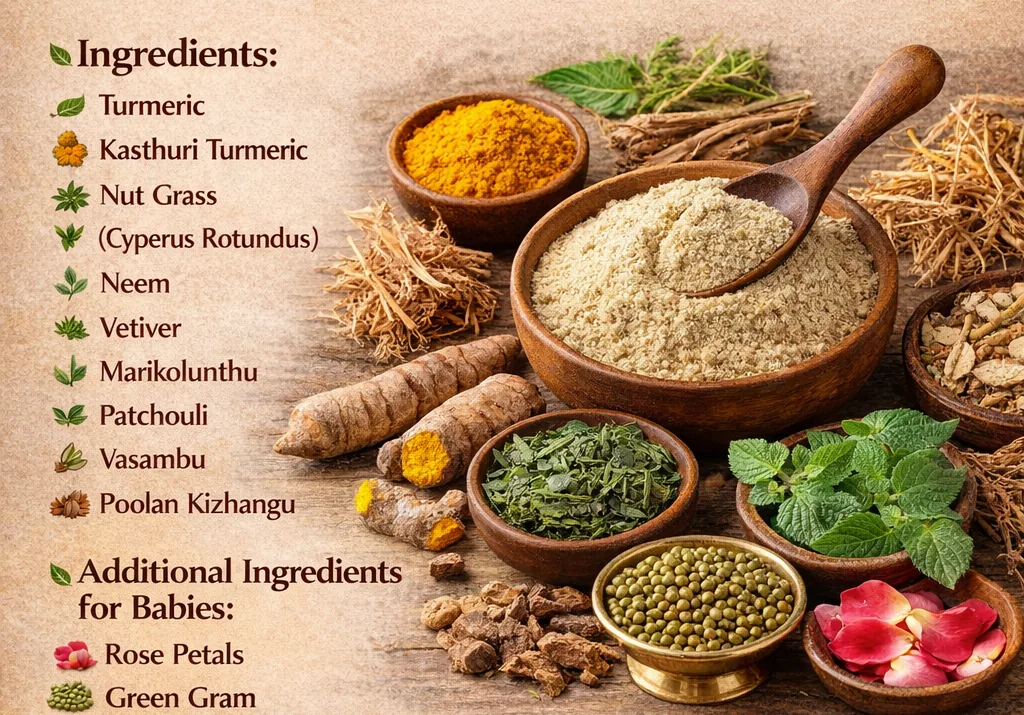 Ingredients:
Turmeric
Kasthuri Turmeric
Nut Grass
(Cyperus Rotundus)
Neem
Vetiver
Marikolunthu
Patchouli
Vasambu
Poolan Kizhangu
Additional Ingredients
for Babies:
Rose Petals
Green Gram